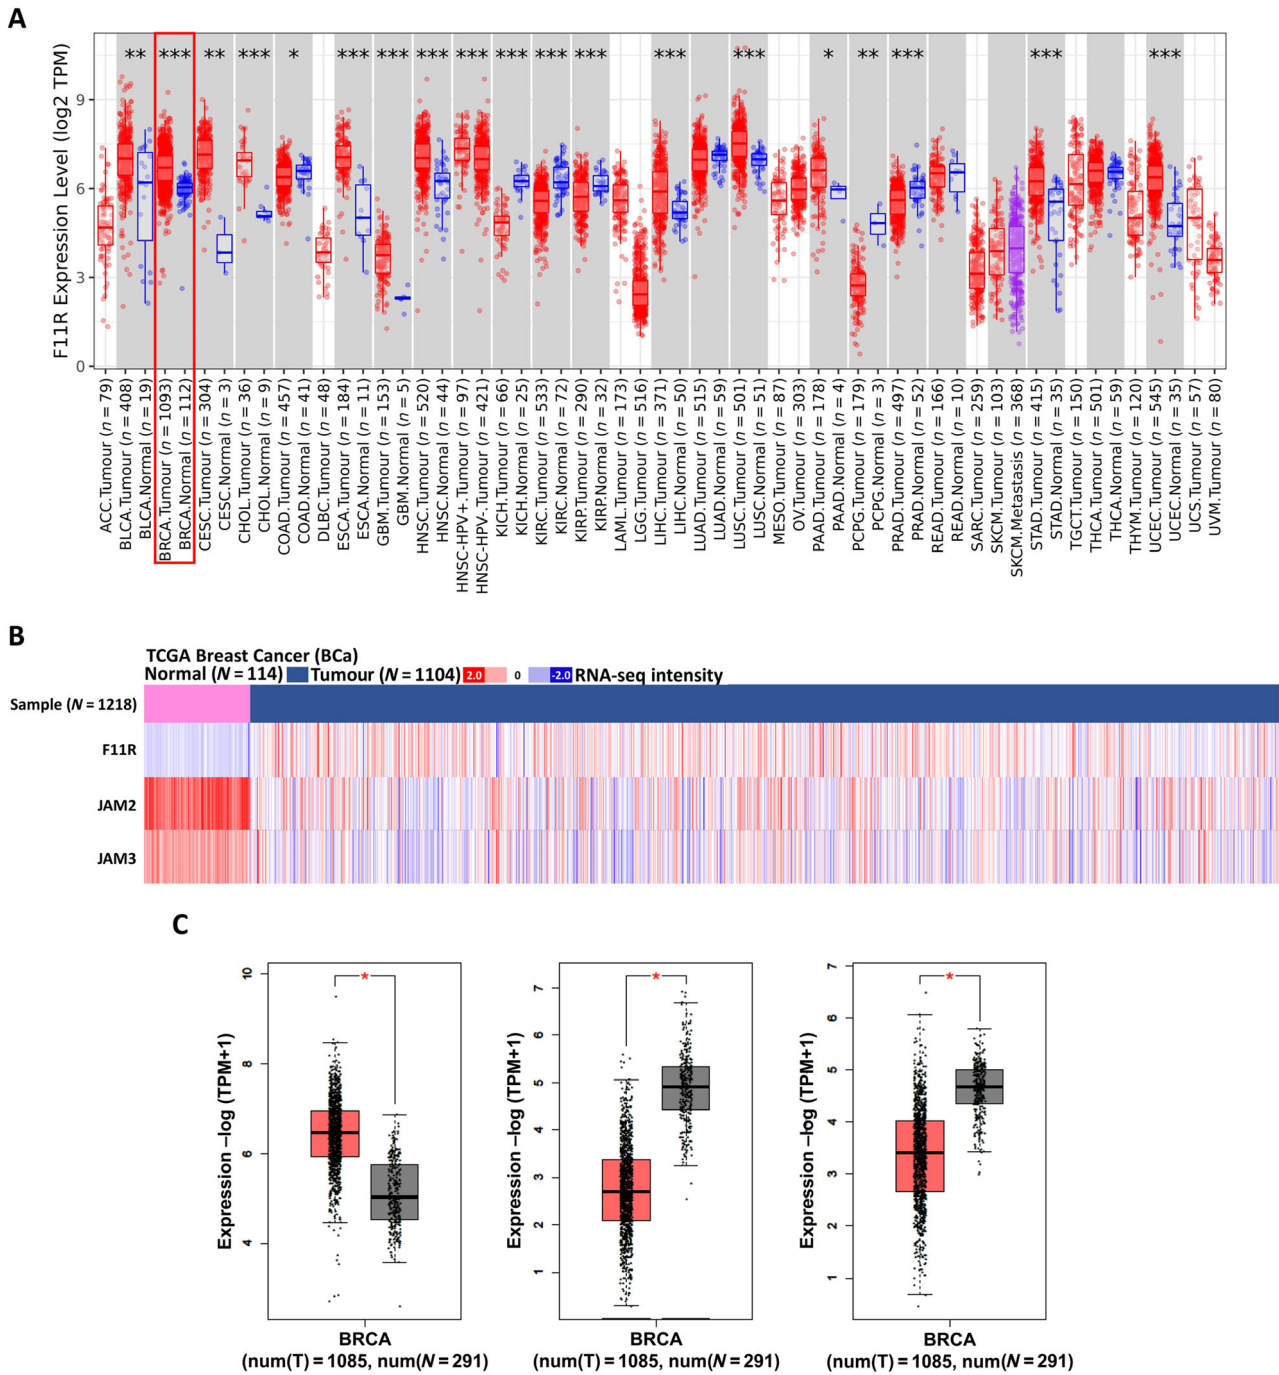 A
F11R Expression Level (log2 TPM)
** *** ** *** * *** *** *** *** *** *** *** *** *** * ** *** *** ***
9
6
3
0
ACC.Tumour (n = 79)
BLCA.Tumour (n = 408)
BLCA.Normal (n = 19)
BRCA.Tumour (n = 1093)
BRCA.Normal (n = 112)
CESC.Tumour (n = 304)
CESC.Normal (n = 3)
CHOL.Tumour (n = 36)
CHOL.Normal (n = 9)
COAD.Tumour (n = 457)
COAD.Normal (n = 41)
DLBC.Tumour (n = 48)
ESCA.Tumour (n = 184)
ESCA.Normal (n = 11)
GBM.Tumour (n = 153)
GBM.Normal (n = 5)
HNSC.Tumour (n = 520)
HNSC.Normal (n = 44)
HNSC-HPV+.Tumour (n = 97)
HNSC-HPV-.Tumour (n = 421)
KICH.Tumour (n = 66)
KICH.Normal (n = 25)
KIRC.Tumour (n = 533)
KIRC.Normal (n = 72)
KIRP.Tumour (n = 290)
KIRP.Normal (n = 32)
LAML.Tumour (n = 173)
LGG.Tumour (n = 516)
LIHC.Tumour (n = 371)
LIHC.Normal (n = 50)
LUAD.Tumour (n = 515)
LUAD.Normal (n = 59)
LUSC.Tumour (n = 501)
LUSC.Normal (n = 51)
MESO.Tumour (n = 87)
OV.Tumour (n = 303)
PAAD.Tumour (n = 178)
PAAD.Normal (n = 4)
PCPG.Tumour (n = 179)
PCPG.Normal (n = 3)
PRAD.Tumour (n = 497)
PRAD.Normal (n = 52)
READ.Tumour (n = 166)
READ.Normal (n = 10)
SARC.Tumour (n = 259)
SKCM.Tumour (n = 103)
SKCM.Metastasis (n = 368)
STAD.Tumour (n = 415)
STAD.Normal (n = 35)
TGCT.Tumour (n = 150)
THCA.Tumour (n = 501)
THCA.Normal (n = 59)
THYM.Tumour (n = 120)
UCEC.Tumour (n = 545)
UCEC.Normal (n = 35)
UCS.Tumour (n = 57)
UVM.Tumour (n = 80)
B
TCGA Breast Cancer (BCa)
Normal (N = 114) Tumour (N = 1104) 2.0 0 -2.0 RNA-seq intensity
Sample (N = 1218)
F11R
JAM2
JAM3
C
Expression –log (TPM+1)
10
8
6
4
*
BRCA
(num(T) = 1085, num(N = 291)
Expression –log (TPM+1)
7
6
5
4
3
2
1
*
BRCA
(num(T) = 1085, num(N = 291)
Expression –log (TPM+1)
7
6
5
4
3
2
1
*
BRCA
(num(T) = 1085, num(N = 291)